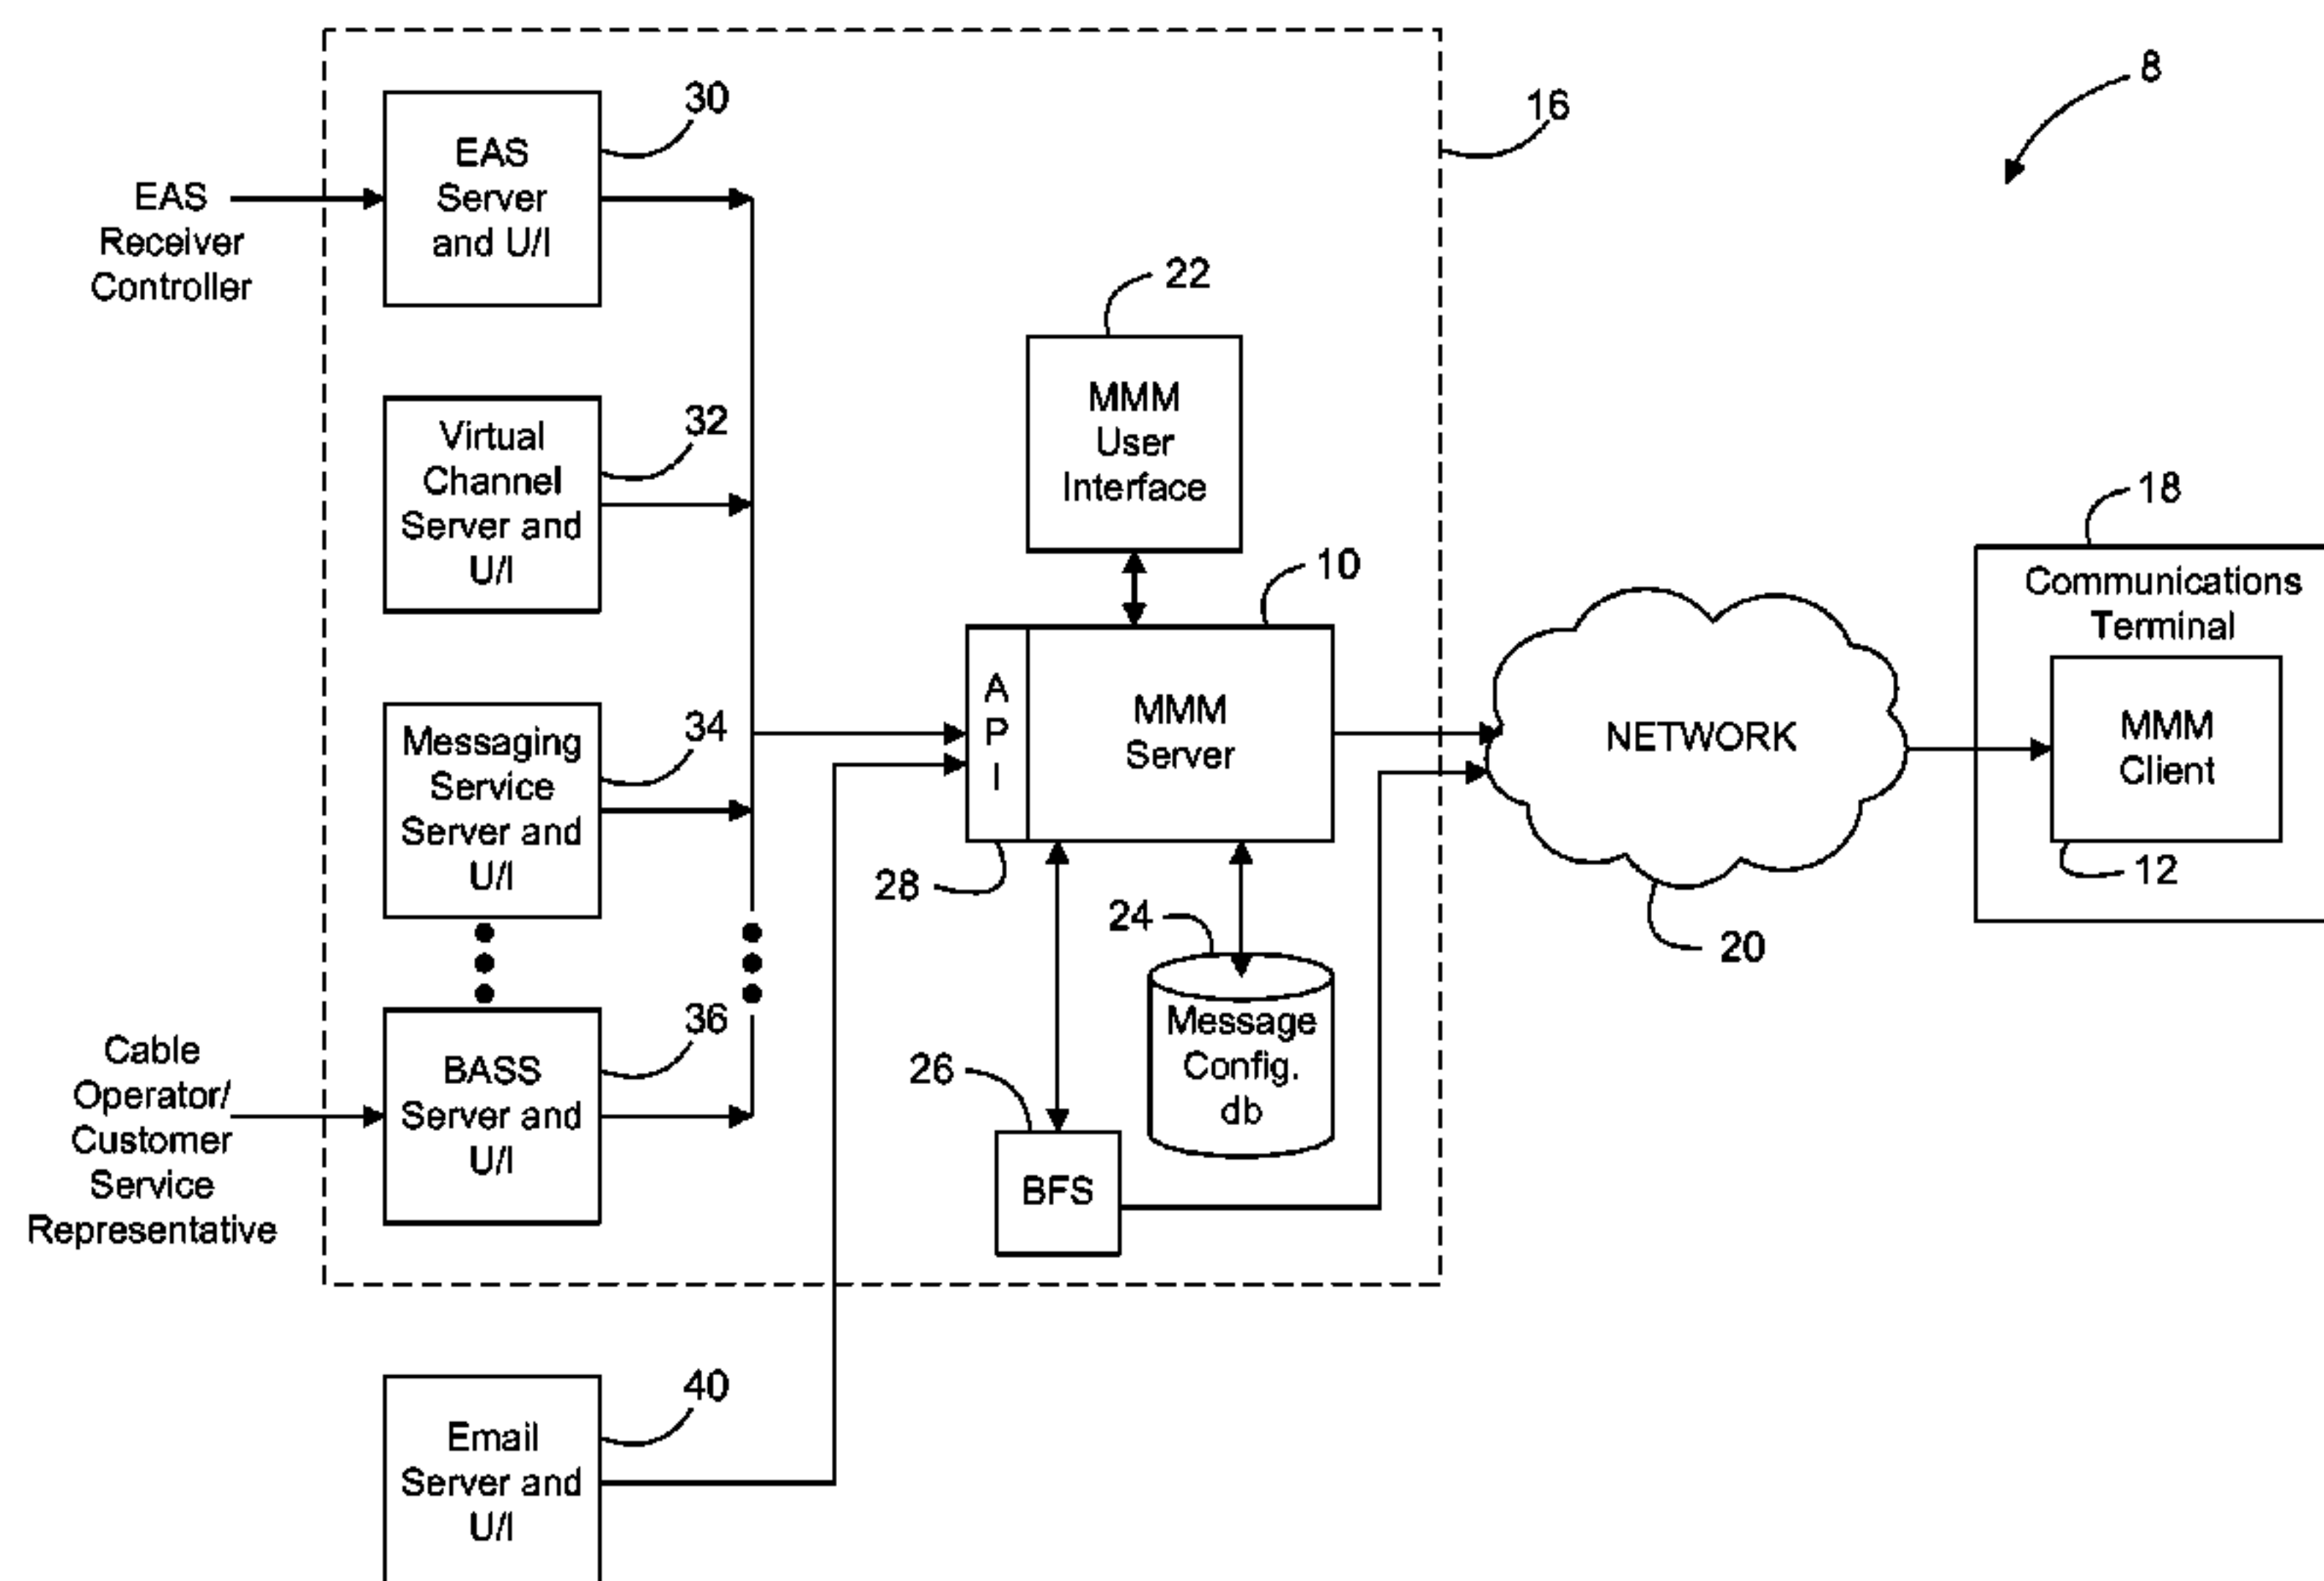 8
16
30
EAS
Server
and U/I
EAS
Receiver
Controller
22
MMM
User
Interface
32
Virtual
Channel
Server and
U/I
18
Communications
Terminal
10
A
P
I
MMM
Server
NETWORK
MMM
Client
12
34
Messaging
Service
Server and
U/I
28
24
20
Message
Config.
db
36
BASS
Server and
U/I
Cable
Operator/
Customer
Service
Representative
26
BFS
40
Email
Server and
U/I